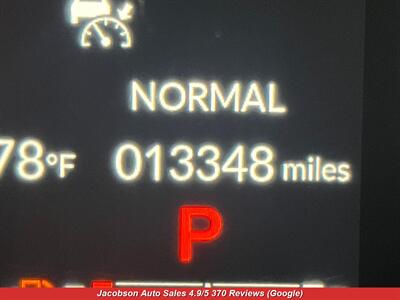 NORMAL
78°F 013348 miles
P
Jacobson Auto Sales 4.9/5 370 Reviews (Google)